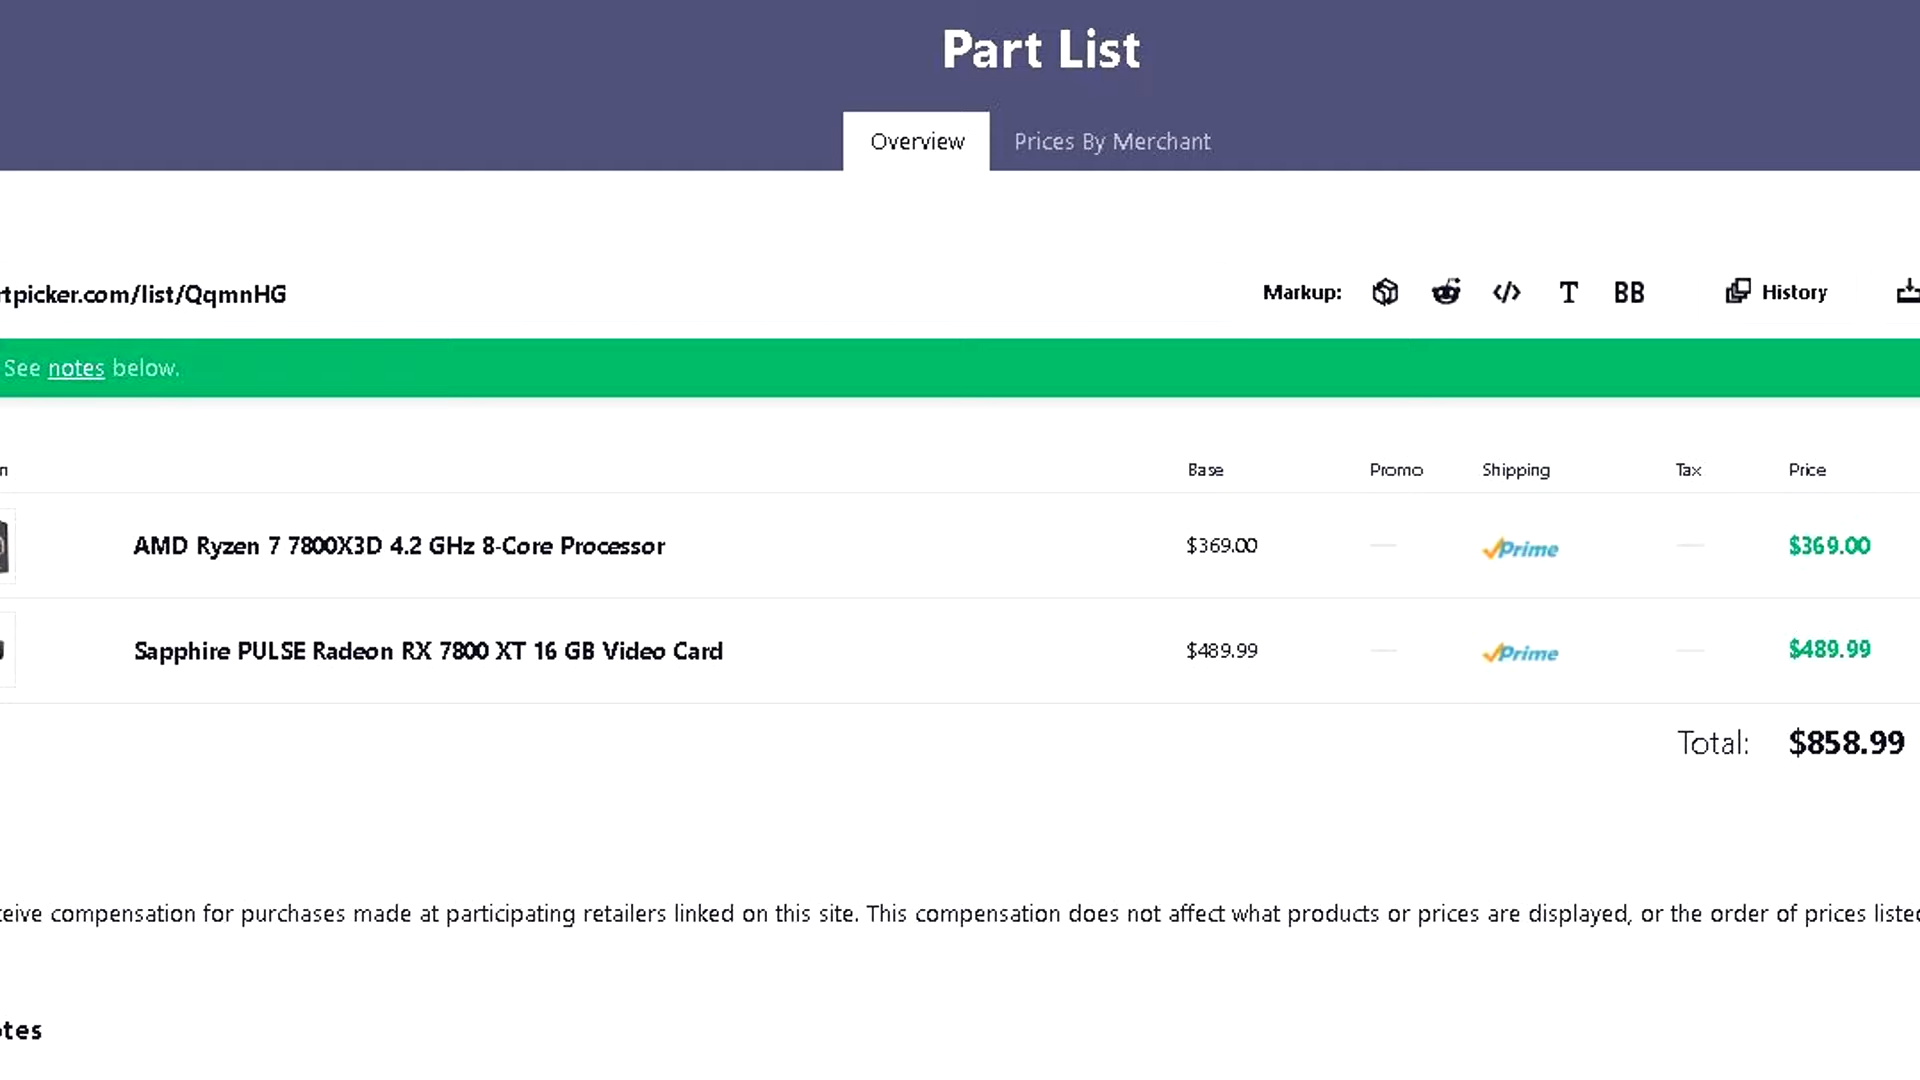 Part List
Overview Prices By Merchant
rtpicker.com/list/QqmnHG Markup: T BB History
See notes below.
n Base Promo Shipping Tax Price
AMD Ryzen 7 7800X3D 4.2 GHz 8-Core Processor $369.00 — Prime — $369.00
Sapphire PULSE Radeon RX 7800 XT 16 GB Video Card $489.99 — Prime — $489.99
Total: $858.99
eive compensation for purchases made at participating retailers linked on this site. This compensation does not affect what products or prices are displayed, or the order of prices listed
otes